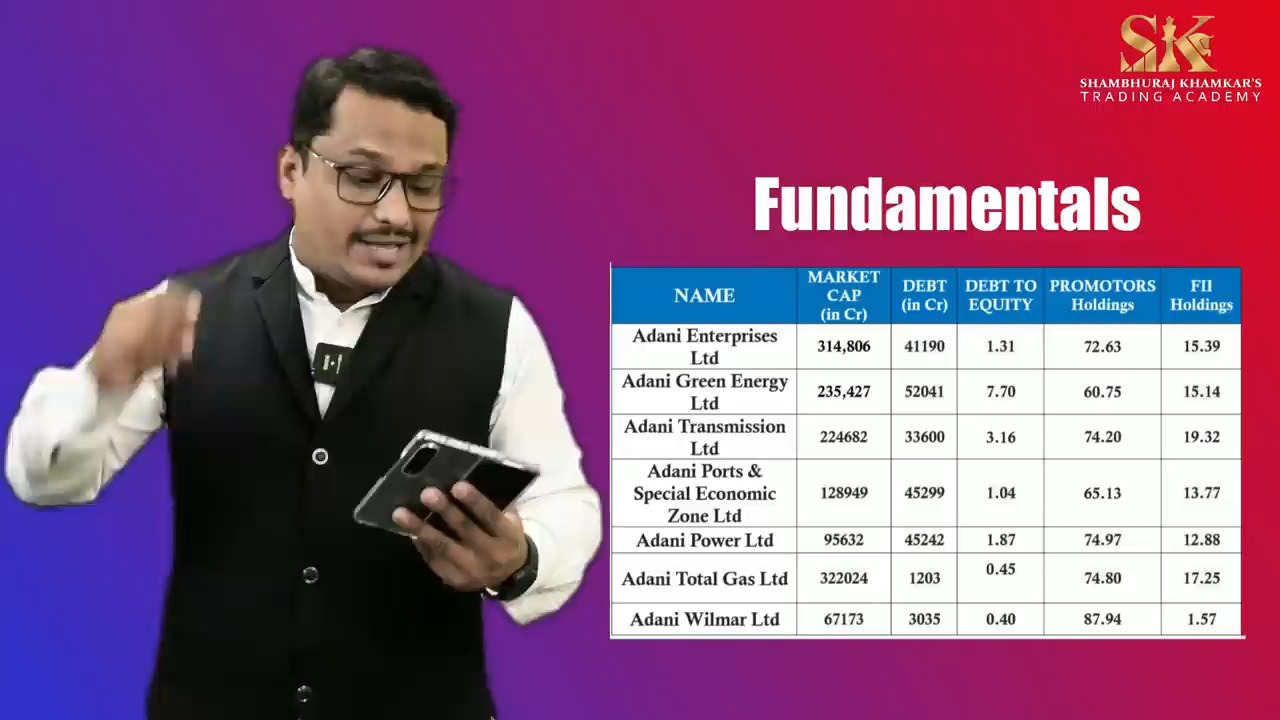 SK
SHAMBHURAJ KHAMKAR'S
TRADING ACADEMY
Fundamentals
NAME MARKET CAP (in Cr) DEBT (in Cr) DEBT TO EQUITY PROMOTORS Holdings FII Holdings
Adani Enterprises Ltd 314,806 41190 1.31 72.63 15.39
Adani Green Energy Ltd 235,427 52041 7.70 60.75 15.14
Adani Transmission Ltd 224682 33600 3.16 74.20 19.32
Adani Ports & Special Economic Zone Ltd 128949 45299 1.04 65.13 13.77
Adani Power Ltd 95632 45242 1.87 74.97 12.88
Adani Total Gas Ltd 322024 1203 0.45 74.80 17.25
Adani Wilmar Ltd 67173 3035 0.40 87.94 1.57